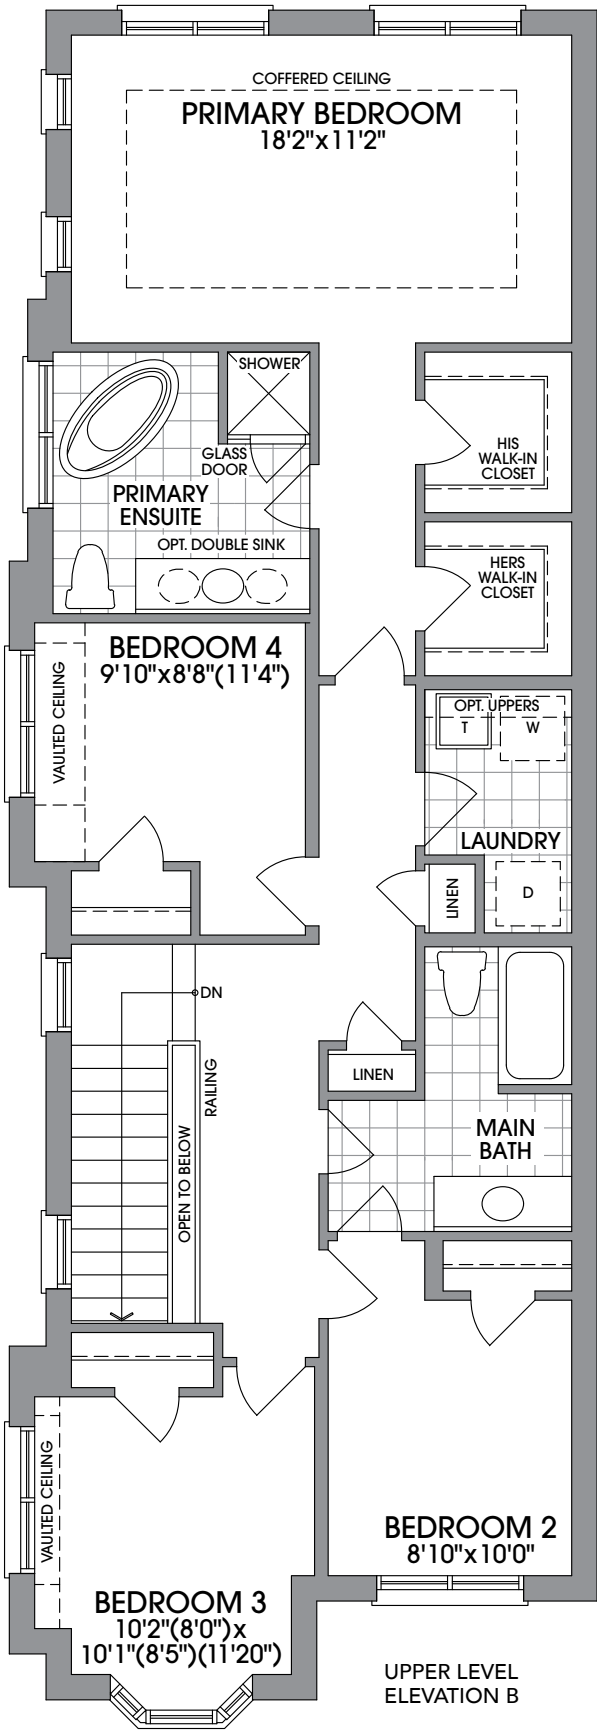 COFFERED CEILING
PRIMARY BEDROOM
18'2"x11'2"
SHOWER
GLASS
DOOR
HIS
WALK-IN
CLOSET
PRIMARY
ENSUITE
OPT. DOUBLE SINK
HERS
WALK-IN
CLOSET
BEDROOM 4
9'10"x8'8"(11'4")
VAULTED CEILING
OPT. UPPERS
T
W
LAUNDRY
LINEN
D
DN
RAILING
LINEN
OPEN TO BELOW
MAIN
BATH
VAULTED CEILING
BEDROOM 2
8'10"x10'0"
BEDROOM 3
10'2"(8'0")x
10'1"(8'5")(11'20")
UPPER LEVEL
ELEVATION B